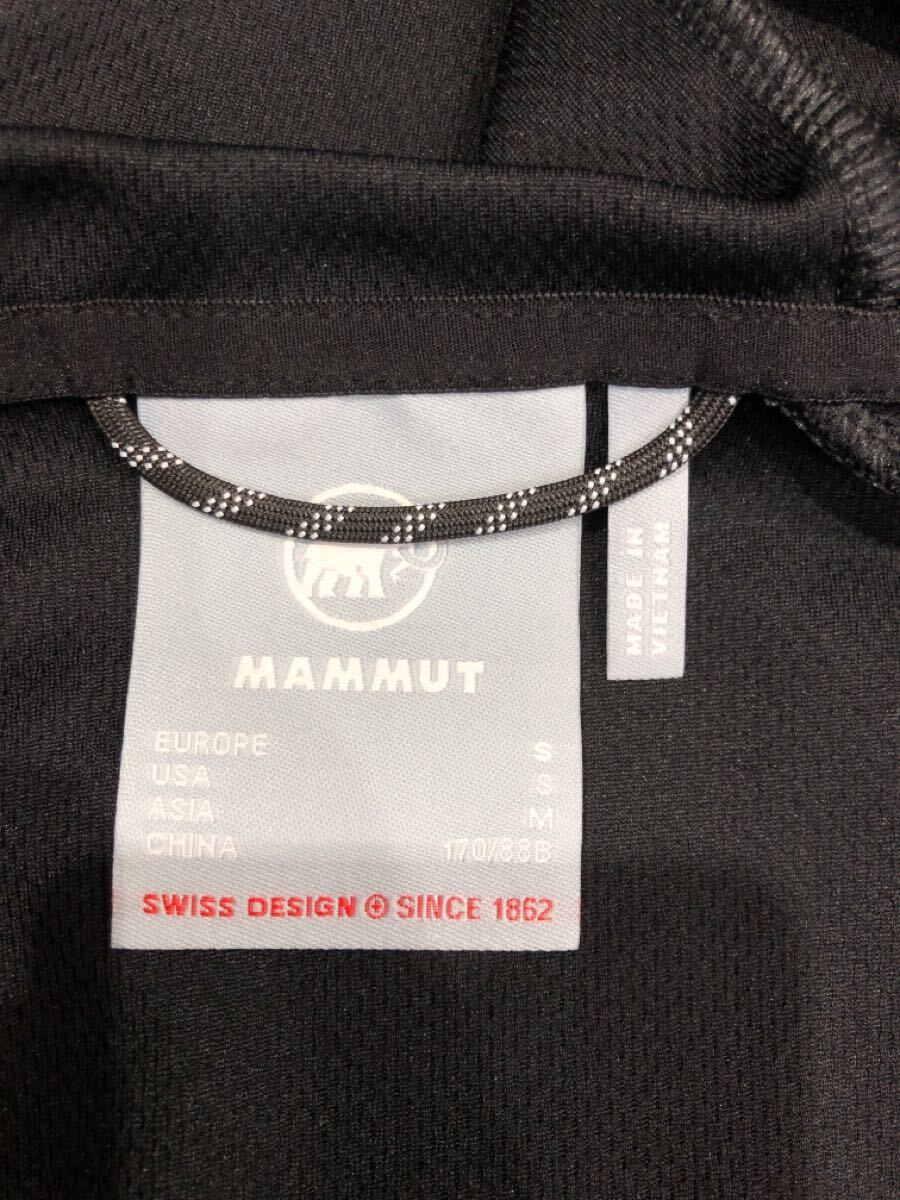 MAMMUT
EUROPE S
USA S
ASIA M
CHINA 170/88B
SWISS DESIGN SINCE 1862
MADE IN
VIETNAM